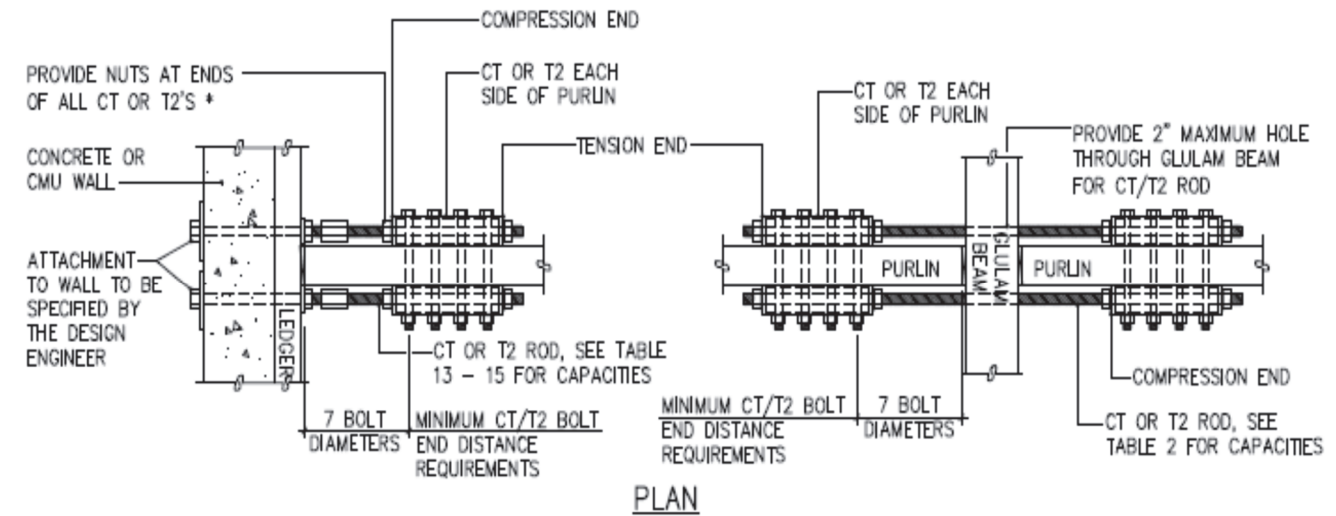 COMPRESSION END
PROVIDE NUTS AT ENDS
OF ALL CT OR T2'S *
CT OR T2 EACH
SIDE OF PURLIN
CONCRETE OR
CMU WALL
TENSION END
ATTACHMENT
TO WALL TO BE
SPECIFIED BY
THE DESIGN
ENGINEER
LEDGER
CT OR T2 ROD, SEE TABLE
13 - 15 FOR CAPACITIES
7 BOLT
DIAMETERS
MINIMUM CT/T2 BOLT
END DISTANCE
REQUIREMENTS
CT OR T2 EACH
SIDE OF PURLIN
PROVIDE 2" MAXIMUM HOLE
THROUGH GLULAM BEAM
FOR CT/T2 ROD
PURLIN
GLULAM
BEAM
PURLIN
COMPRESSION END
MINIMUM CT/T2 BOLT
END DISTANCE
REQUIREMENTS
7 BOLT
DIAMETERS
CT OR T2 ROD, SEE
TABLE 2 FOR CAPACITIES
PLAN